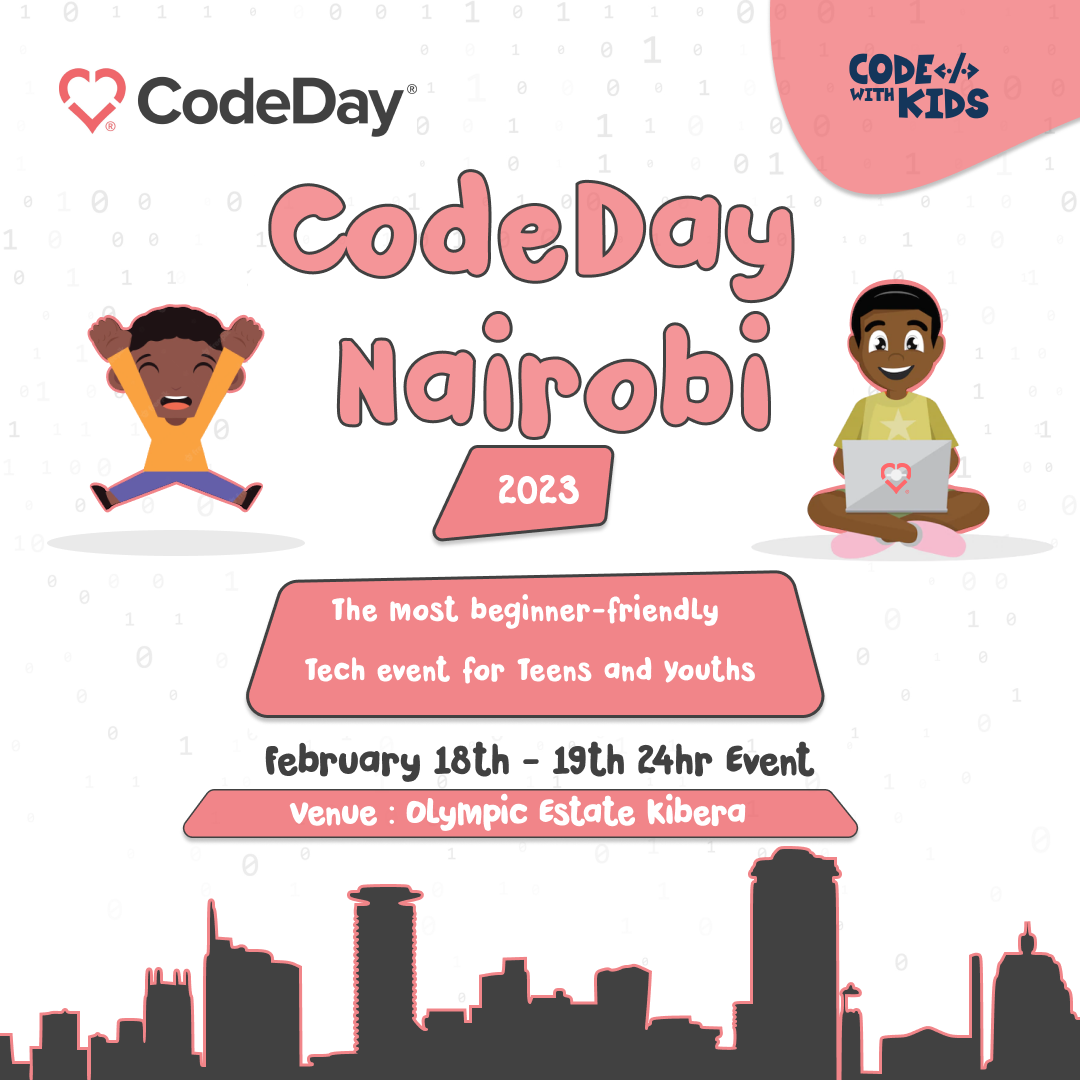 CodeDay®
CODE </>
WITH KIDS
CodeDay
Nairobi
2023
The most beginner-friendly
Tech event for Teens and Youths
February 18th - 19th 24hr Event
Venue : Olympic Estate Kibera